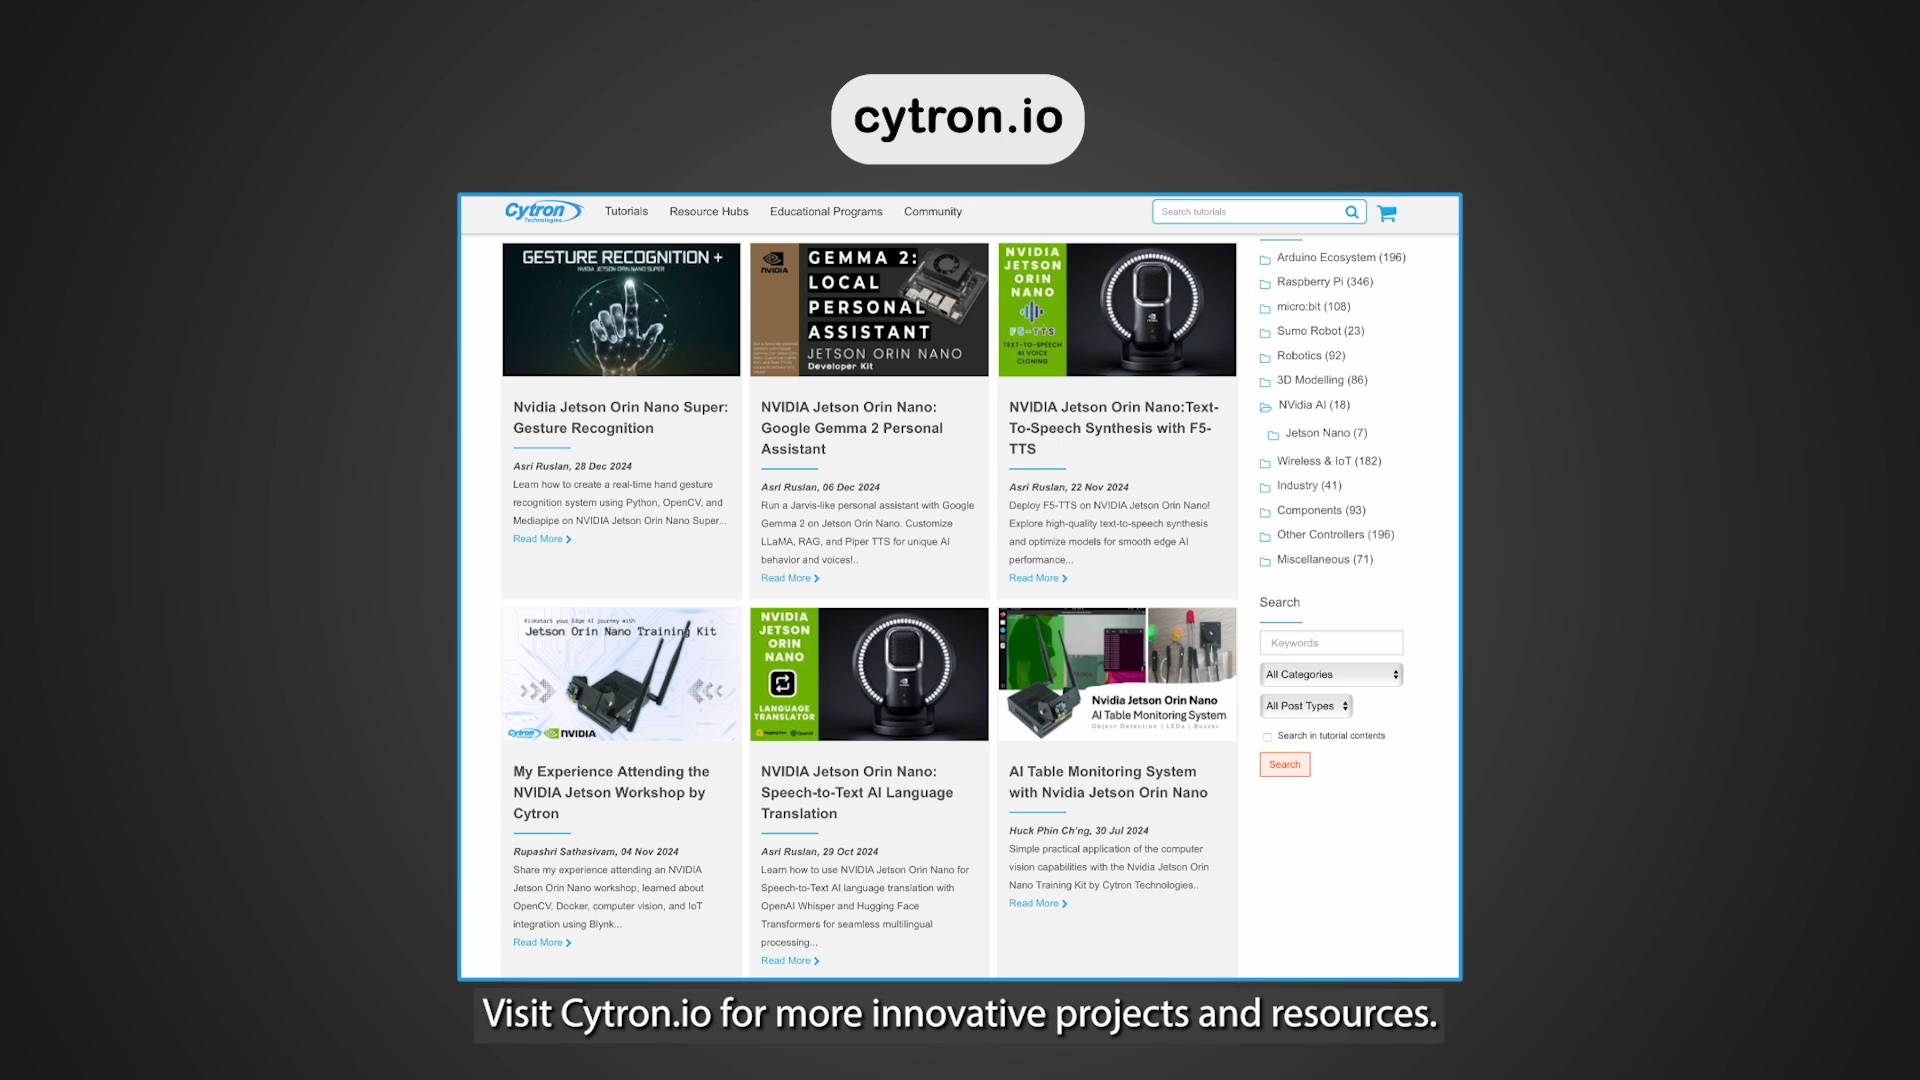 cytron.io
Cytron
Technologies
Tutorials
Resource Hubs
Educational Programs
Community
Search tutorials
GESTURE RECOGNITION +
NVIDIA JETSON ORIN NANO SUPER
Nvidia Jetson Orin Nano Super:
Gesture Recognition
Asri Ruslan, 28 Dec 2024
Learn how to create a real-time hand gesture
recognition system using Python, OpenCV, and
Mediapipe on NVIDIA Jetson Orin Nano Super...
Read More
NVIDIA
GEMMA 2:
LOCAL
PERSONAL
ASSISTANT
JETSON ORIN NANO
Developer Kit
NVIDIA Jetson Orin Nano:
Google Gemma 2 Personal
Assistant
Asri Ruslan, 06 Dec 2024
Run a Jarvis-like personal assistant with Google
Gemma 2 on Jetson Orin Nano. Customize
LLaMA, RAG, and Piper TTS for unique AI
behavior and voices!..
Read More
NVIDIA
JETSON
ORIN
NANO
F5-TTS
TEXT-TO-SPEECH
AI VOICE
CLONING
NVIDIA Jetson Orin Nano:Text-
To-Speech Synthesis with F5-
TTS
Asri Ruslan, 22 Nov 2024
Deploy F5-TTS on NVIDIA Jetson Orin Nano!
Explore high-quality text-to-speech synthesis
and optimize models for smooth edge AI
performance...
Read More
Kickstart your Edge AI journey with
Jetson Orin Nano Training Kit
Cytron
NVIDIA
My Experience Attending the
NVIDIA Jetson Workshop by
Cytron
Rupashri Sathasivam, 04 Nov 2024
Share my experience attending an NVIDIA
Jetson Orin Nano workshop, learned about
OpenCV, Docker, computer vision, and IoT
integration using Blynk...
Read More
NVIDIA
JETSON
ORIN
NANO
LANGUAGE
TRANSLATOR
NVIDIA Jetson Orin Nano:
Speech-to-Text AI Language
Translation
Asri Ruslan, 29 Oct 2024
Learn how to use NVIDIA Jetson Orin Nano for
Speech-to-Text AI language translation with
OpenAI Whisper and Hugging Face
Transformers for seamless multilingual
processing...
Read More
Nvidia Jetson Orin Nano
AI Table Monitoring System
Object Detection | LEDs | Buzzer
AI Table Monitoring System
with Nvidia Jetson Orin Nano
Huck Phin Ch'ng, 30 Jul 2024
Simple practical application of the computer
vision capabilities with the Nvidia Jetson Orin
Nano Training Kit by Cytron Technologies..
Read More
Arduino Ecosystem (196)
Raspberry Pi (346)
micro:bit (108)
Sumo Robot (23)
Robotics (92)
3D Modelling (86)
NVidia AI (18)
Jetson Nano (7)
Wireless & IoT (182)
Industry (41)
Components (93)
Other Controllers (196)
Miscellaneous (71)
Search
Keywords
All Categories
All Post Types
Search in tutorial contents
Search
Visit Cytron.io for more innovative projects and resources.